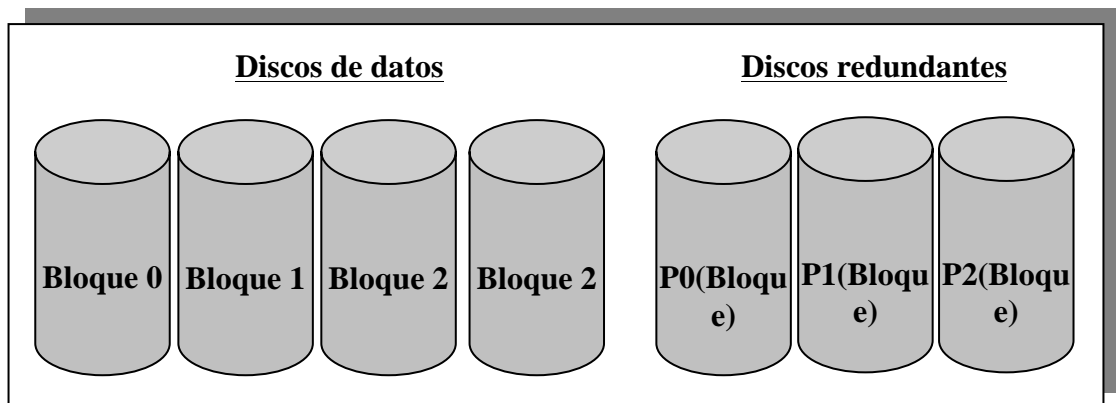 Discos de datos
Discos redundantes
Bloque 0
Bloque 1
Bloque 2
Bloque 2
P0(Bloqu
e)
P1(Bloqu
e)
P2(Bloqu
e)